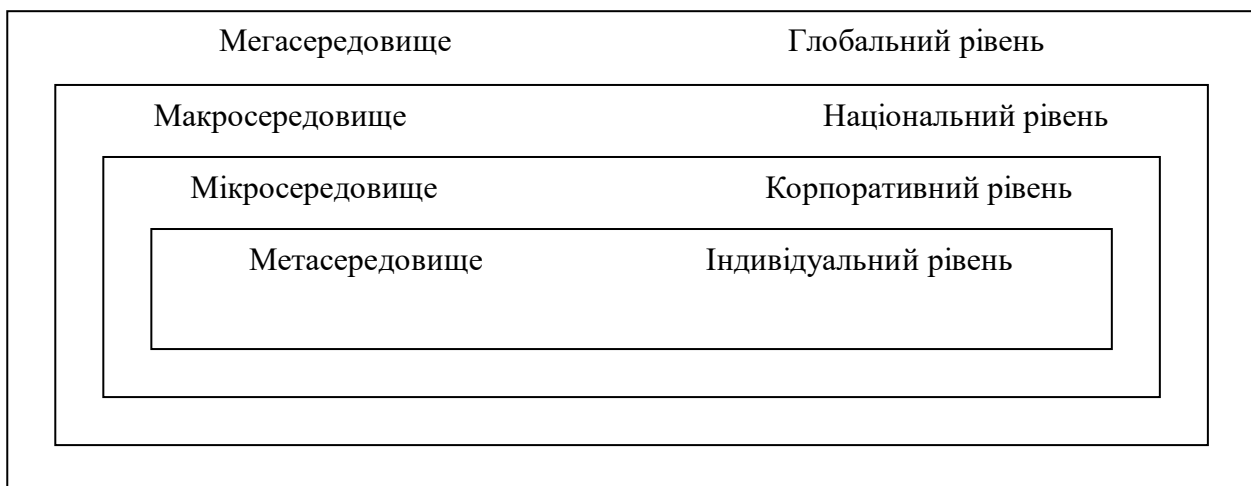 Мегасередовище Глобальний рівень
Макросередовище Національний рівень
Мікросередовище Корпоративний рівень
Метасередовище Індивідуальний рівень